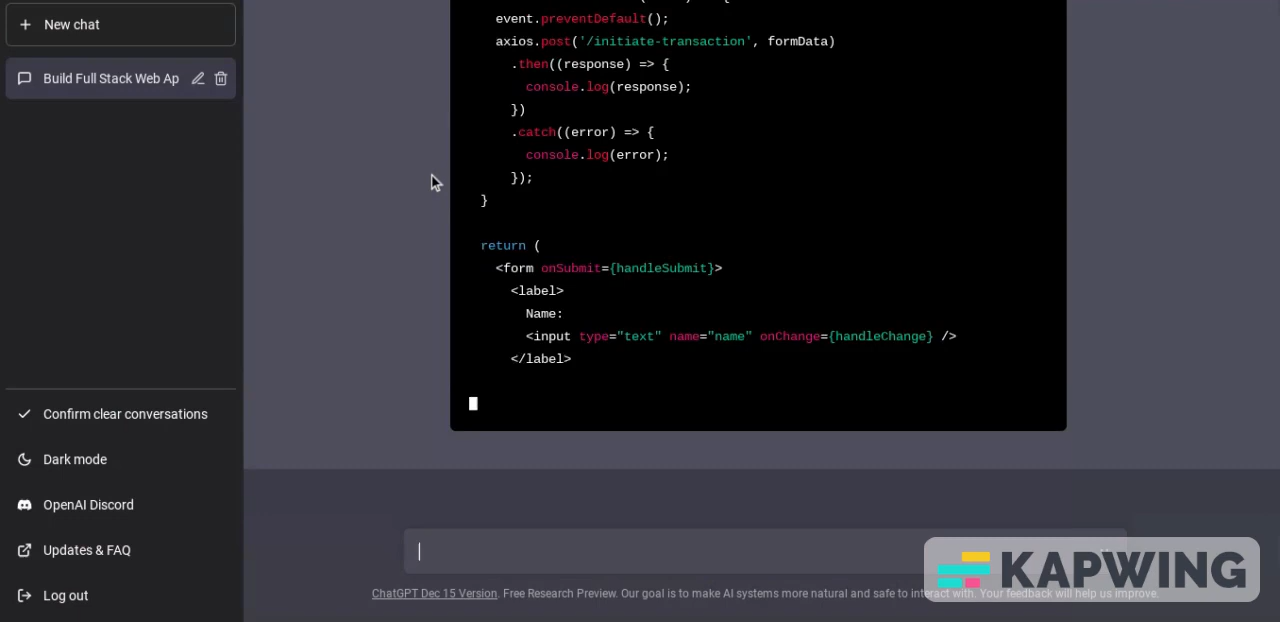 New chat
Build Full Stack Web Ap
event.preventDefault();
axios.post('/initiate-transaction', formData)
.then((response) => {
console.log(response);
})
.catch((error) => {
console.log(error);
});
}
return (
<form onSubmit={handleSubmit}>
<label>
Name:
<input type="text" name="name" onChange={handleChange} />
</label>
Confirm clear conversations
Dark mode
OpenAI Discord
Updates & FAQ
Log out
KAPWING
ChatGPT Dec 15 Version. Free Research Preview. Our goal is to make AI systems more natural and safe to interact with. Your feedback will help us improve.